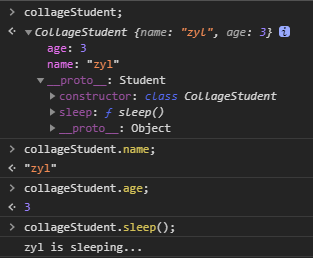 > collageStudent;
CollageStudent {name: "zyl", age: 3} i
age: 3
name: "zyl"
__proto__: Student
constructor: class CollageStudent
sleep: ƒ sleep()
__proto__: Object
> collageStudent.name;
"zyl"
> collageStudent.age;
3
> collageStudent.sleep();
zyl is sleeping...